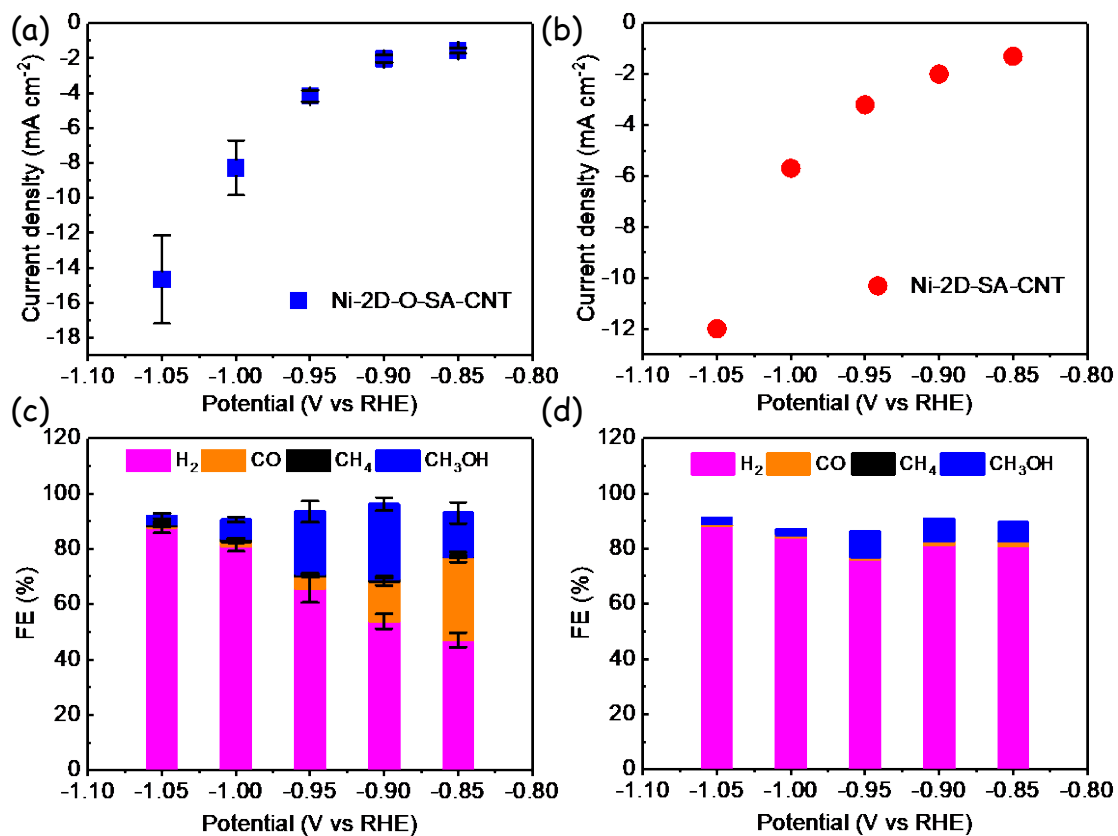 (a)
0
-2
-4
-6
-8
-10
-12
-14
-16
-18
Current density (mA cm⁻²)
Ni-2D-O-SA-CNT
-1.10 -1.05 -1.00 -0.95 -0.90 -0.85 -0.80
Potential (V vs RHE)
(b)
0
-2
-4
-6
-8
-10
-12
Current density (mA cm⁻²)
Ni-2D-SA-CNT
-1.10 -1.05 -1.00 -0.95 -0.90 -0.85 -0.80
Potential (V vs RHE)
(c)
120
100
80
60
40
20
0
FE (%)
H₂ CO CH₄ CH₃OH
-1.10 -1.05 -1.00 -0.95 -0.90 -0.85 -0.80
Potential (V vs RHE)
(d)
120
100
80
60
40
20
0
FE (%)
H₂ CO CH₄ CH₃OH
-1.10 -1.05 -1.00 -0.95 -0.90 -0.85 -0.80
Potential (V vs RHE)